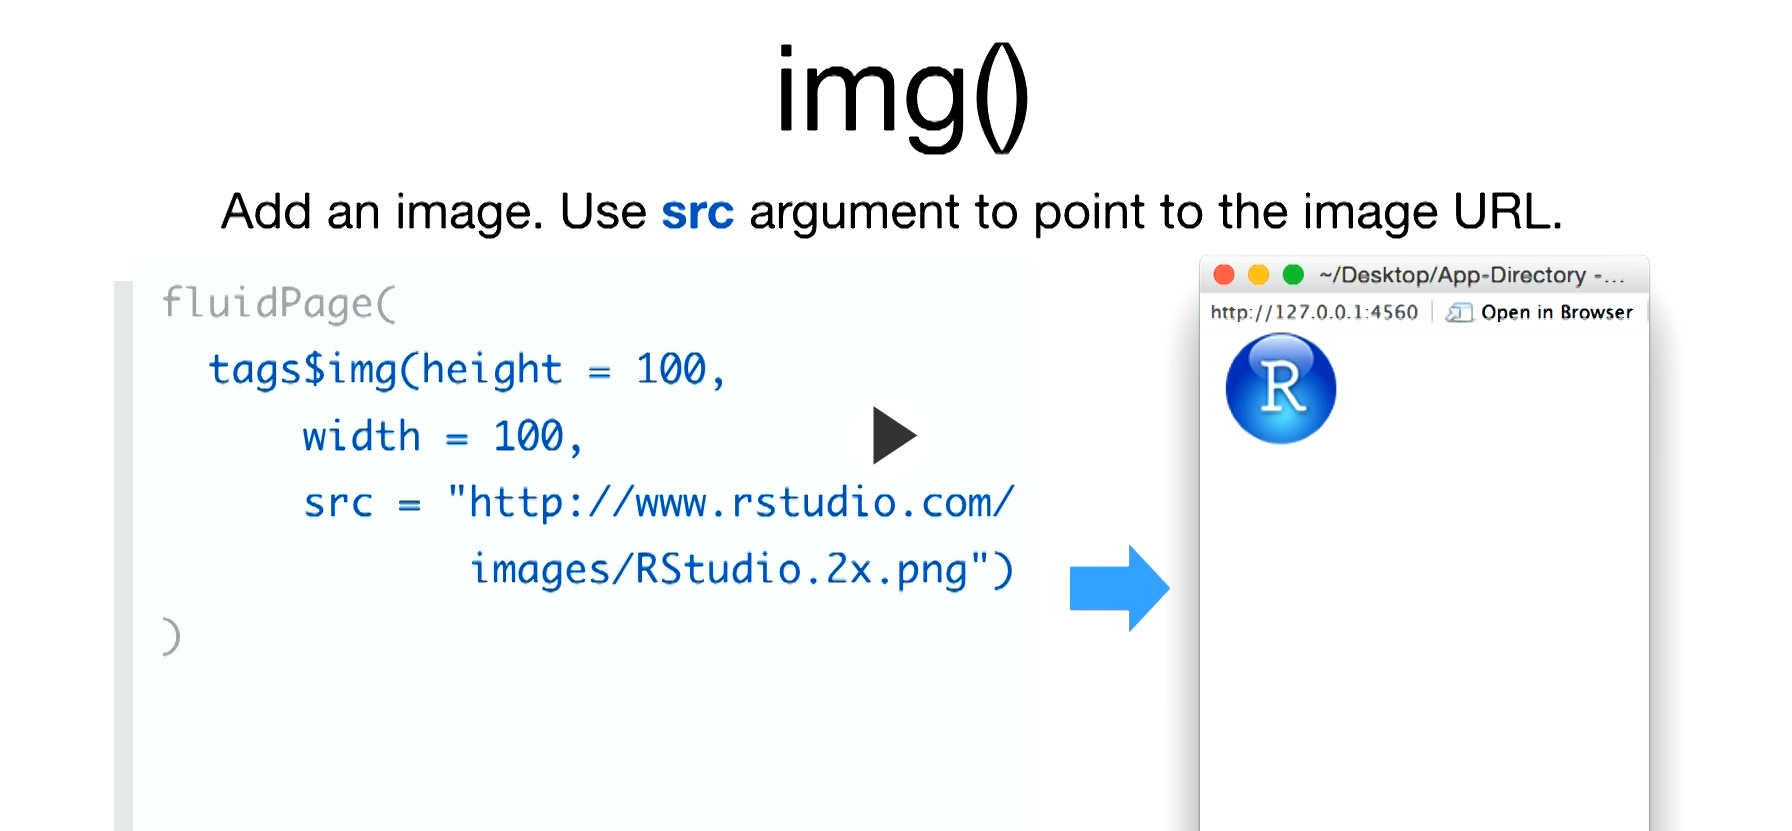 img()
Add an image. Use src argument to point to the image URL.
fluidPage(
tags$img(height = 100,
width = 100,
src = "http://www.rstudio.com/
images/RStudio.2x.png")
)
~/Desktop/App-Directory -...
http://127.0.0.1:4560 Open in Browser
R